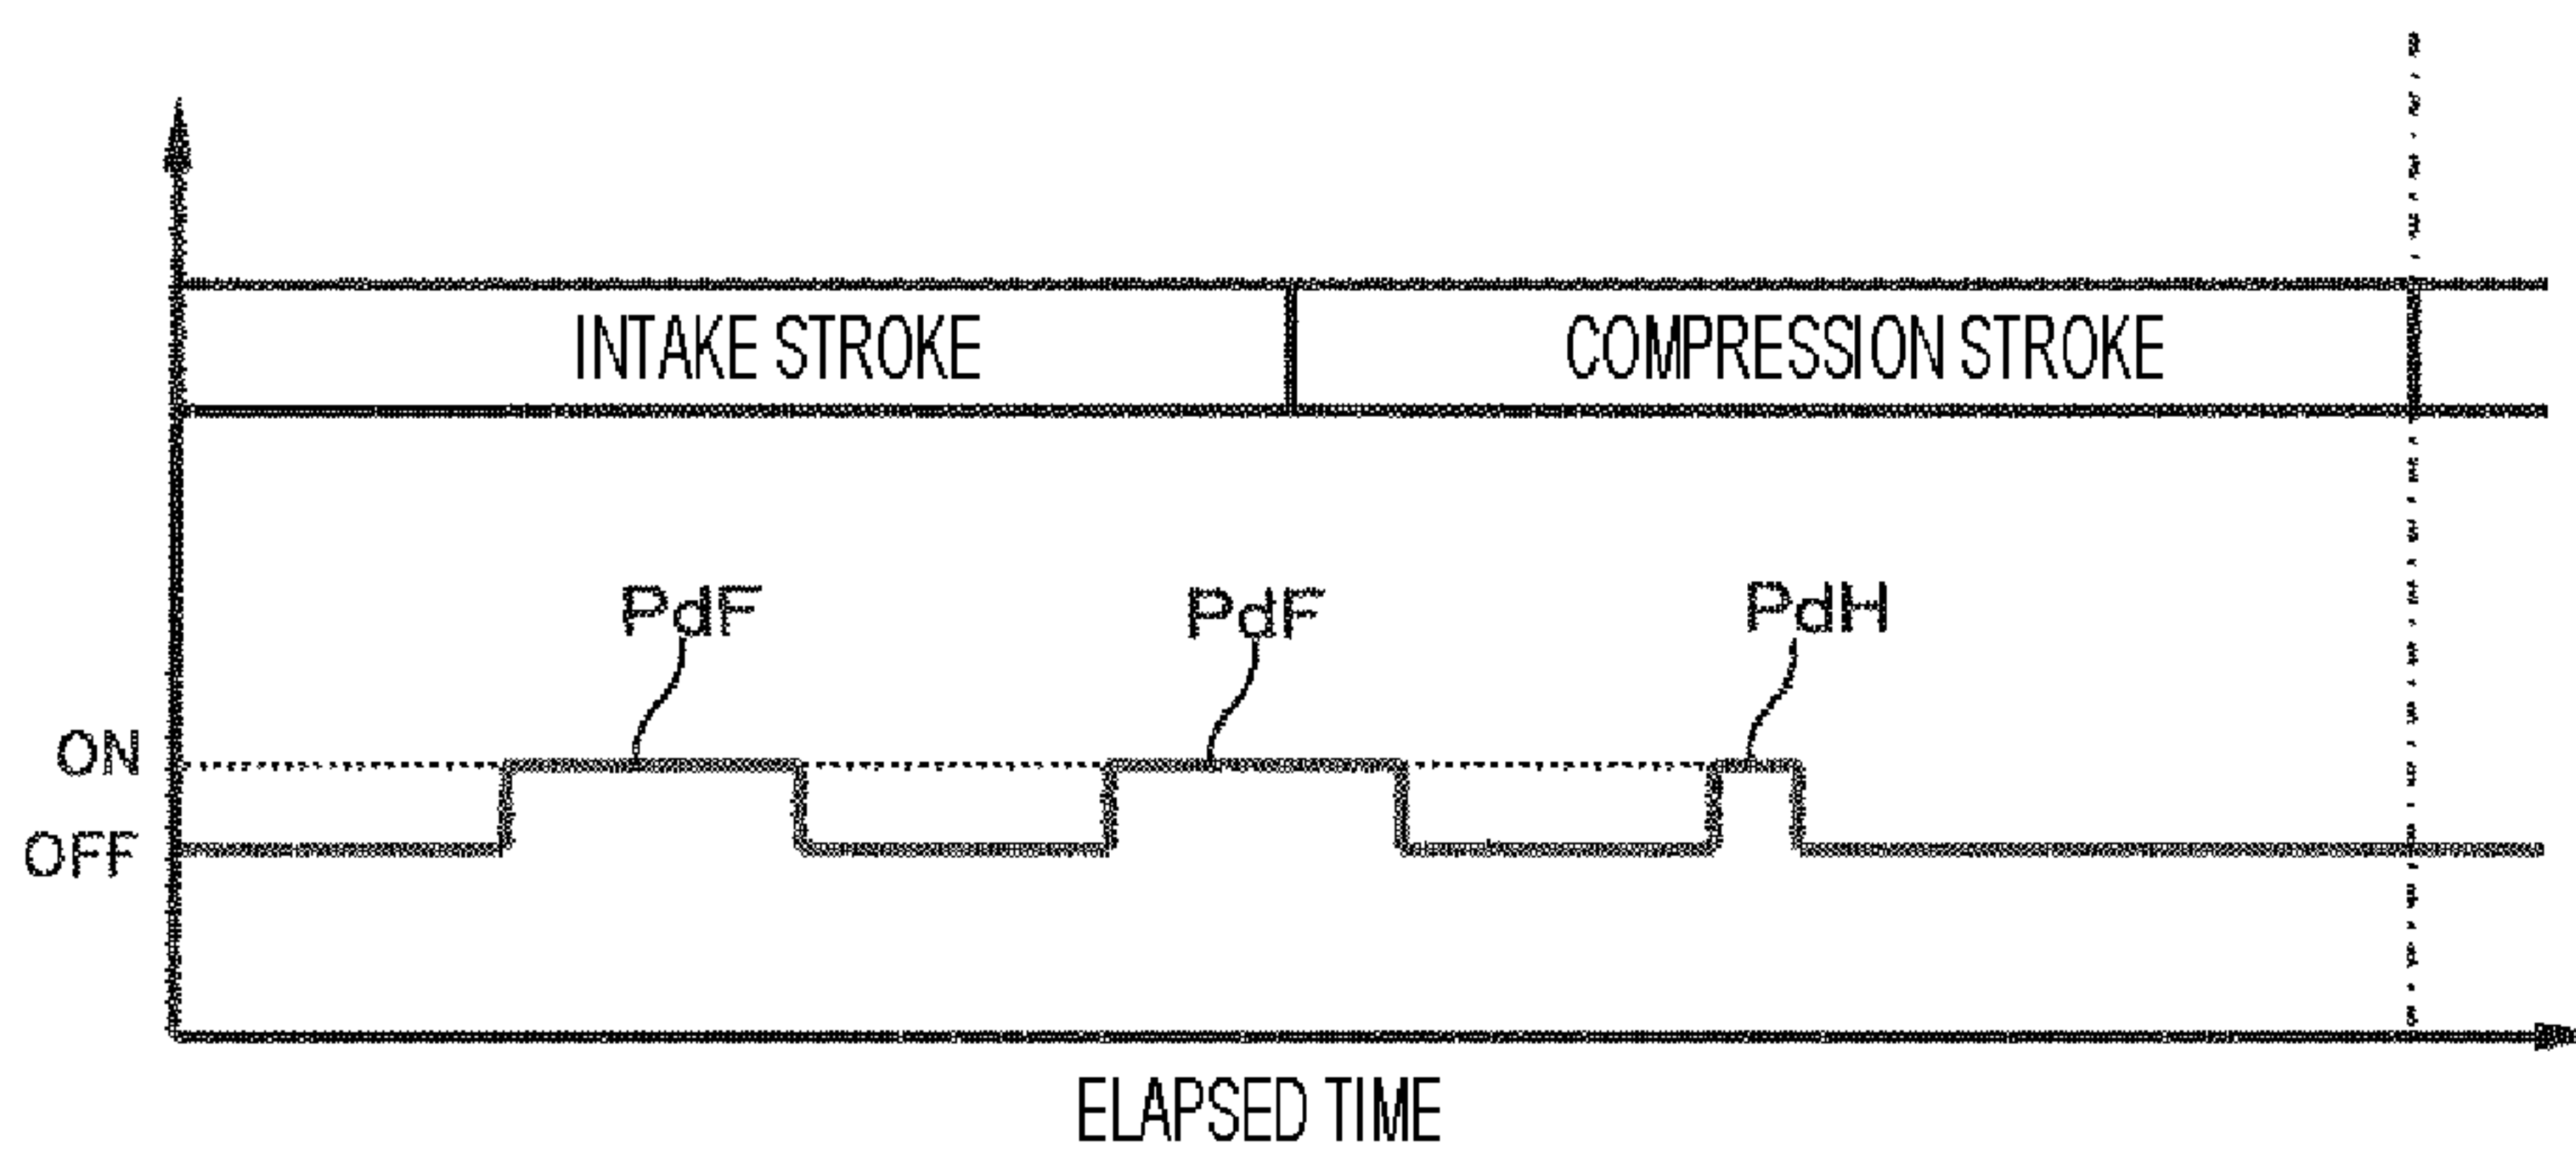 INTAKE STROKE
COMPRESSION STROKE
PdF
PdF
PdH
ON
OFF
ELAPSED TIME